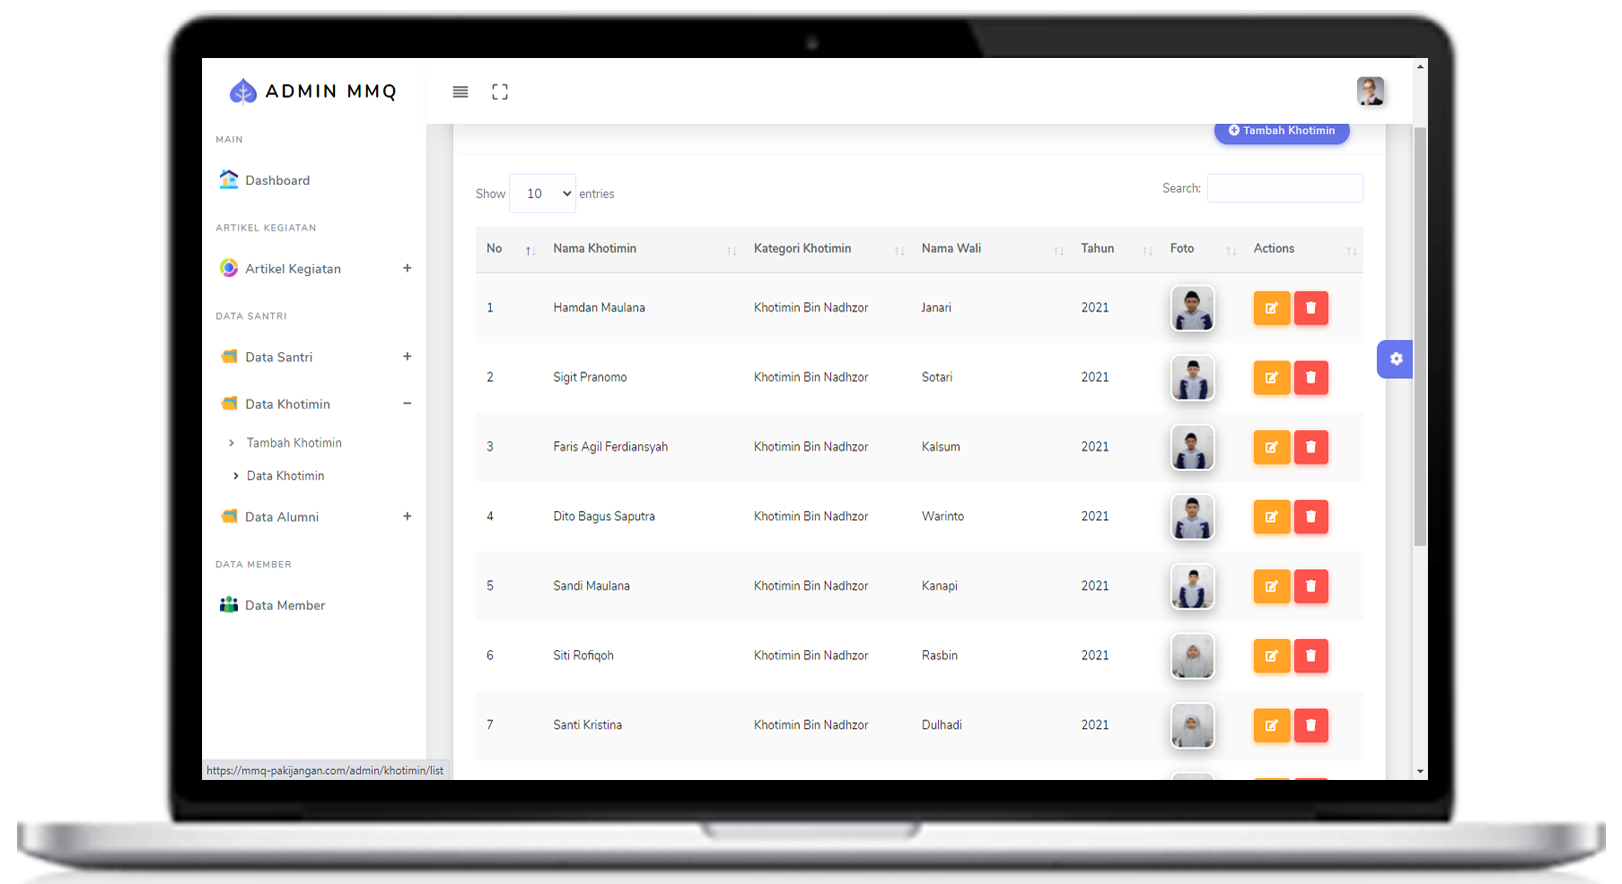 ADMIN MMQ
MAIN
Dashboard
ARTIKEL KEGIATAN
Artikel Kegiatan +
DATA SANTRI
Data Santri +
Data Khotimin −
Tambah Khotimin
Data Khotimin
Data Alumni +
DATA MEMBER
Data Member
https://mmq-pakijangan.com/admin/khotimin/list
Tambah Khotimin
Show 10 entries
Search:
No Nama Khotimin Kategori Khotimin Nama Wali Tahun Foto Actions
1 Hamdan Maulana Khotimin Bin Nadhzor Janari 2021
2 Sigit Pranomo Khotimin Bin Nadhzor Sotari 2021
3 Faris Agil Ferdiansyah Khotimin Bin Nadhzor Kalsum 2021
4 Dito Bagus Saputra Khotimin Bin Nadhzor Warinto 2021
5 Sandi Maulana Khotimin Bin Nadhzor Kanapi 2021
6 Siti Rofiqoh Khotimin Bin Nadhzor Rasbin 2021
7 Santi Kristina Khotimin Bin Nadhzor Dulhadi 2021